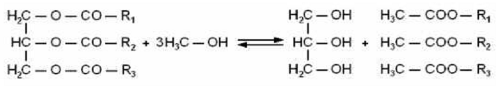 H₂C — O — CO — R₁ H₂C — OH H₃C — COO — R₁
HC — O — CO — R₂ + 3H₃C — OH ⇌ HC — OH + H₃C — COO — R₂
H₂C — O — CO — R₃ H₂C — OH H₃C — COO — R₃